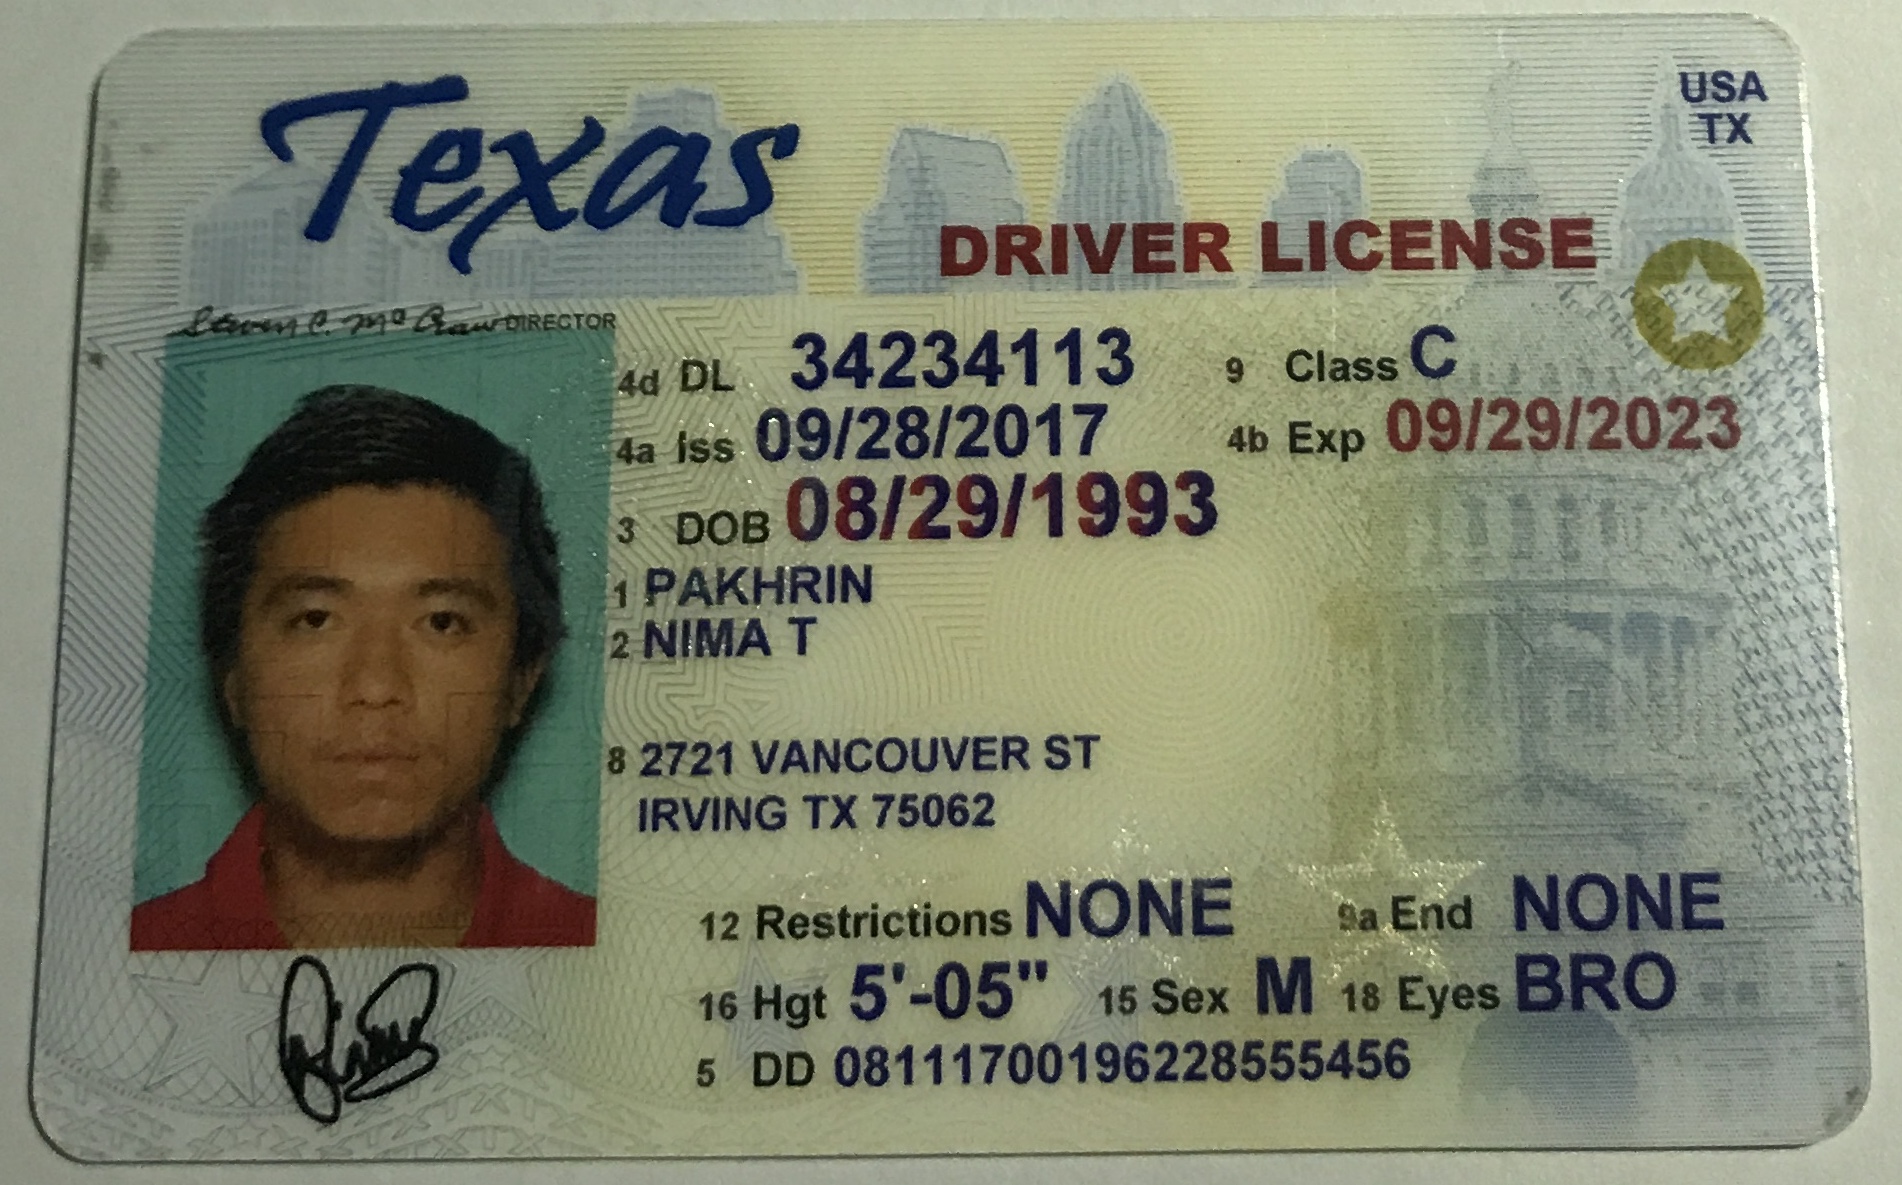 Texas
USA
TX
DRIVER LICENSE
Steven C. McCraw DIRECTOR
4d DL 34234113 9 Class C
4a Iss 09/28/2017 4b Exp 09/29/2023
3 DOB 08/29/1993
1 PAKHRIN
2 NIMA T
8 2721 VANCOUVER ST
IRVING TX 75062
12 Restrictions NONE 9a End NONE
16 Hgt 5'-05" 15 Sex M 18 Eyes BRO
5 DD 08111700196228555456